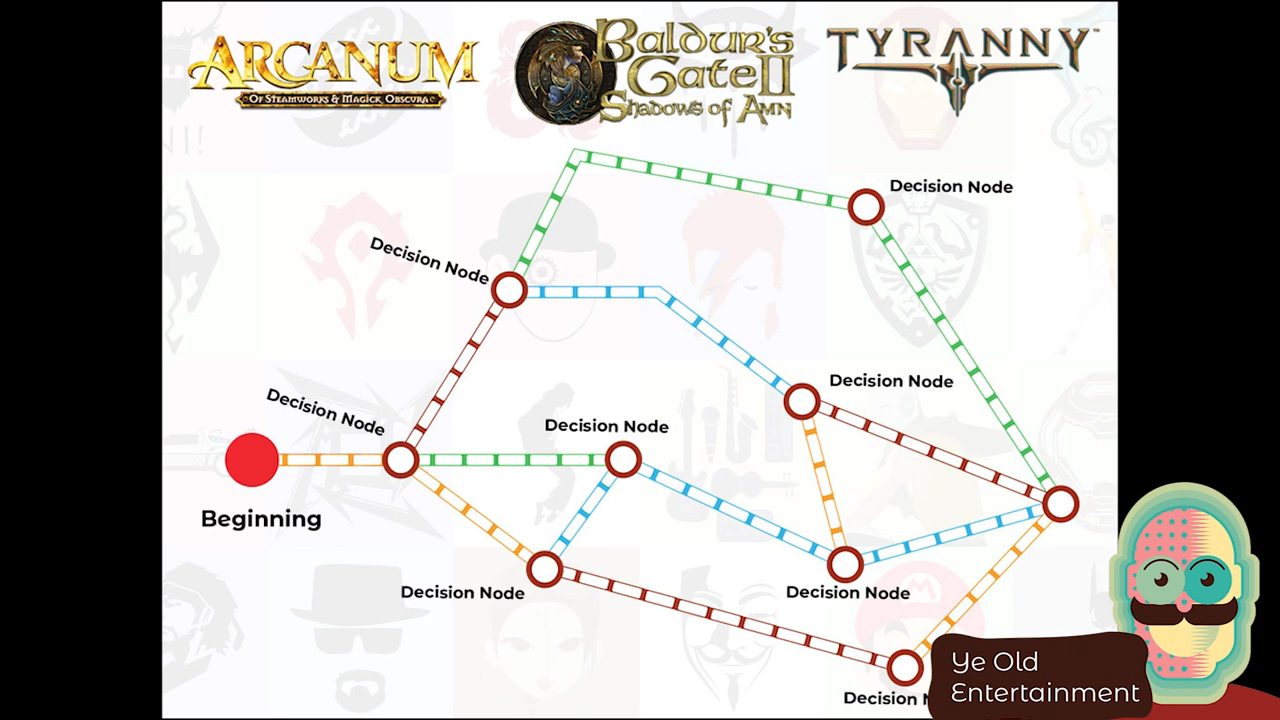 ARCANUM
OF STEAMWORKS & MAGICK OBSCURA
Baldur's
Gate II
Shadows of Amn
TYRANNY
Decision Node
Decision Node
Decision Node
Decision Node
Decision Node
Beginning
Decision Node
Decision Node
Decision
Ye Old
Entertainment